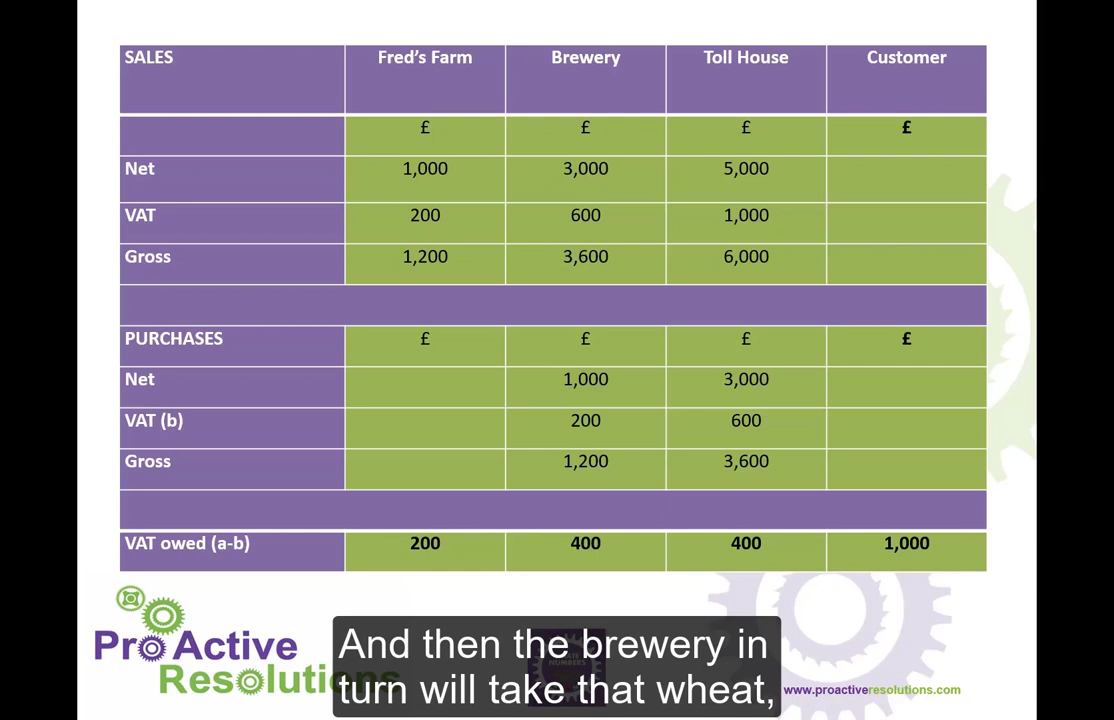 SALES Fred's Farm Brewery Toll House Customer
£ £ £ £
Net 1,000 3,000 5,000
VAT 200 600 1,000
Gross 1,200 3,600 6,000
PURCHASES £ £ £ £
Net 1,000 3,000
VAT (b) 200 600
Gross 1,200 3,600
VAT owed (a-b) 200 400 400 1,000
ProActive
Resolutions
And then the brewery in
turn will take that wheat,
www.proactiveresolutions.com